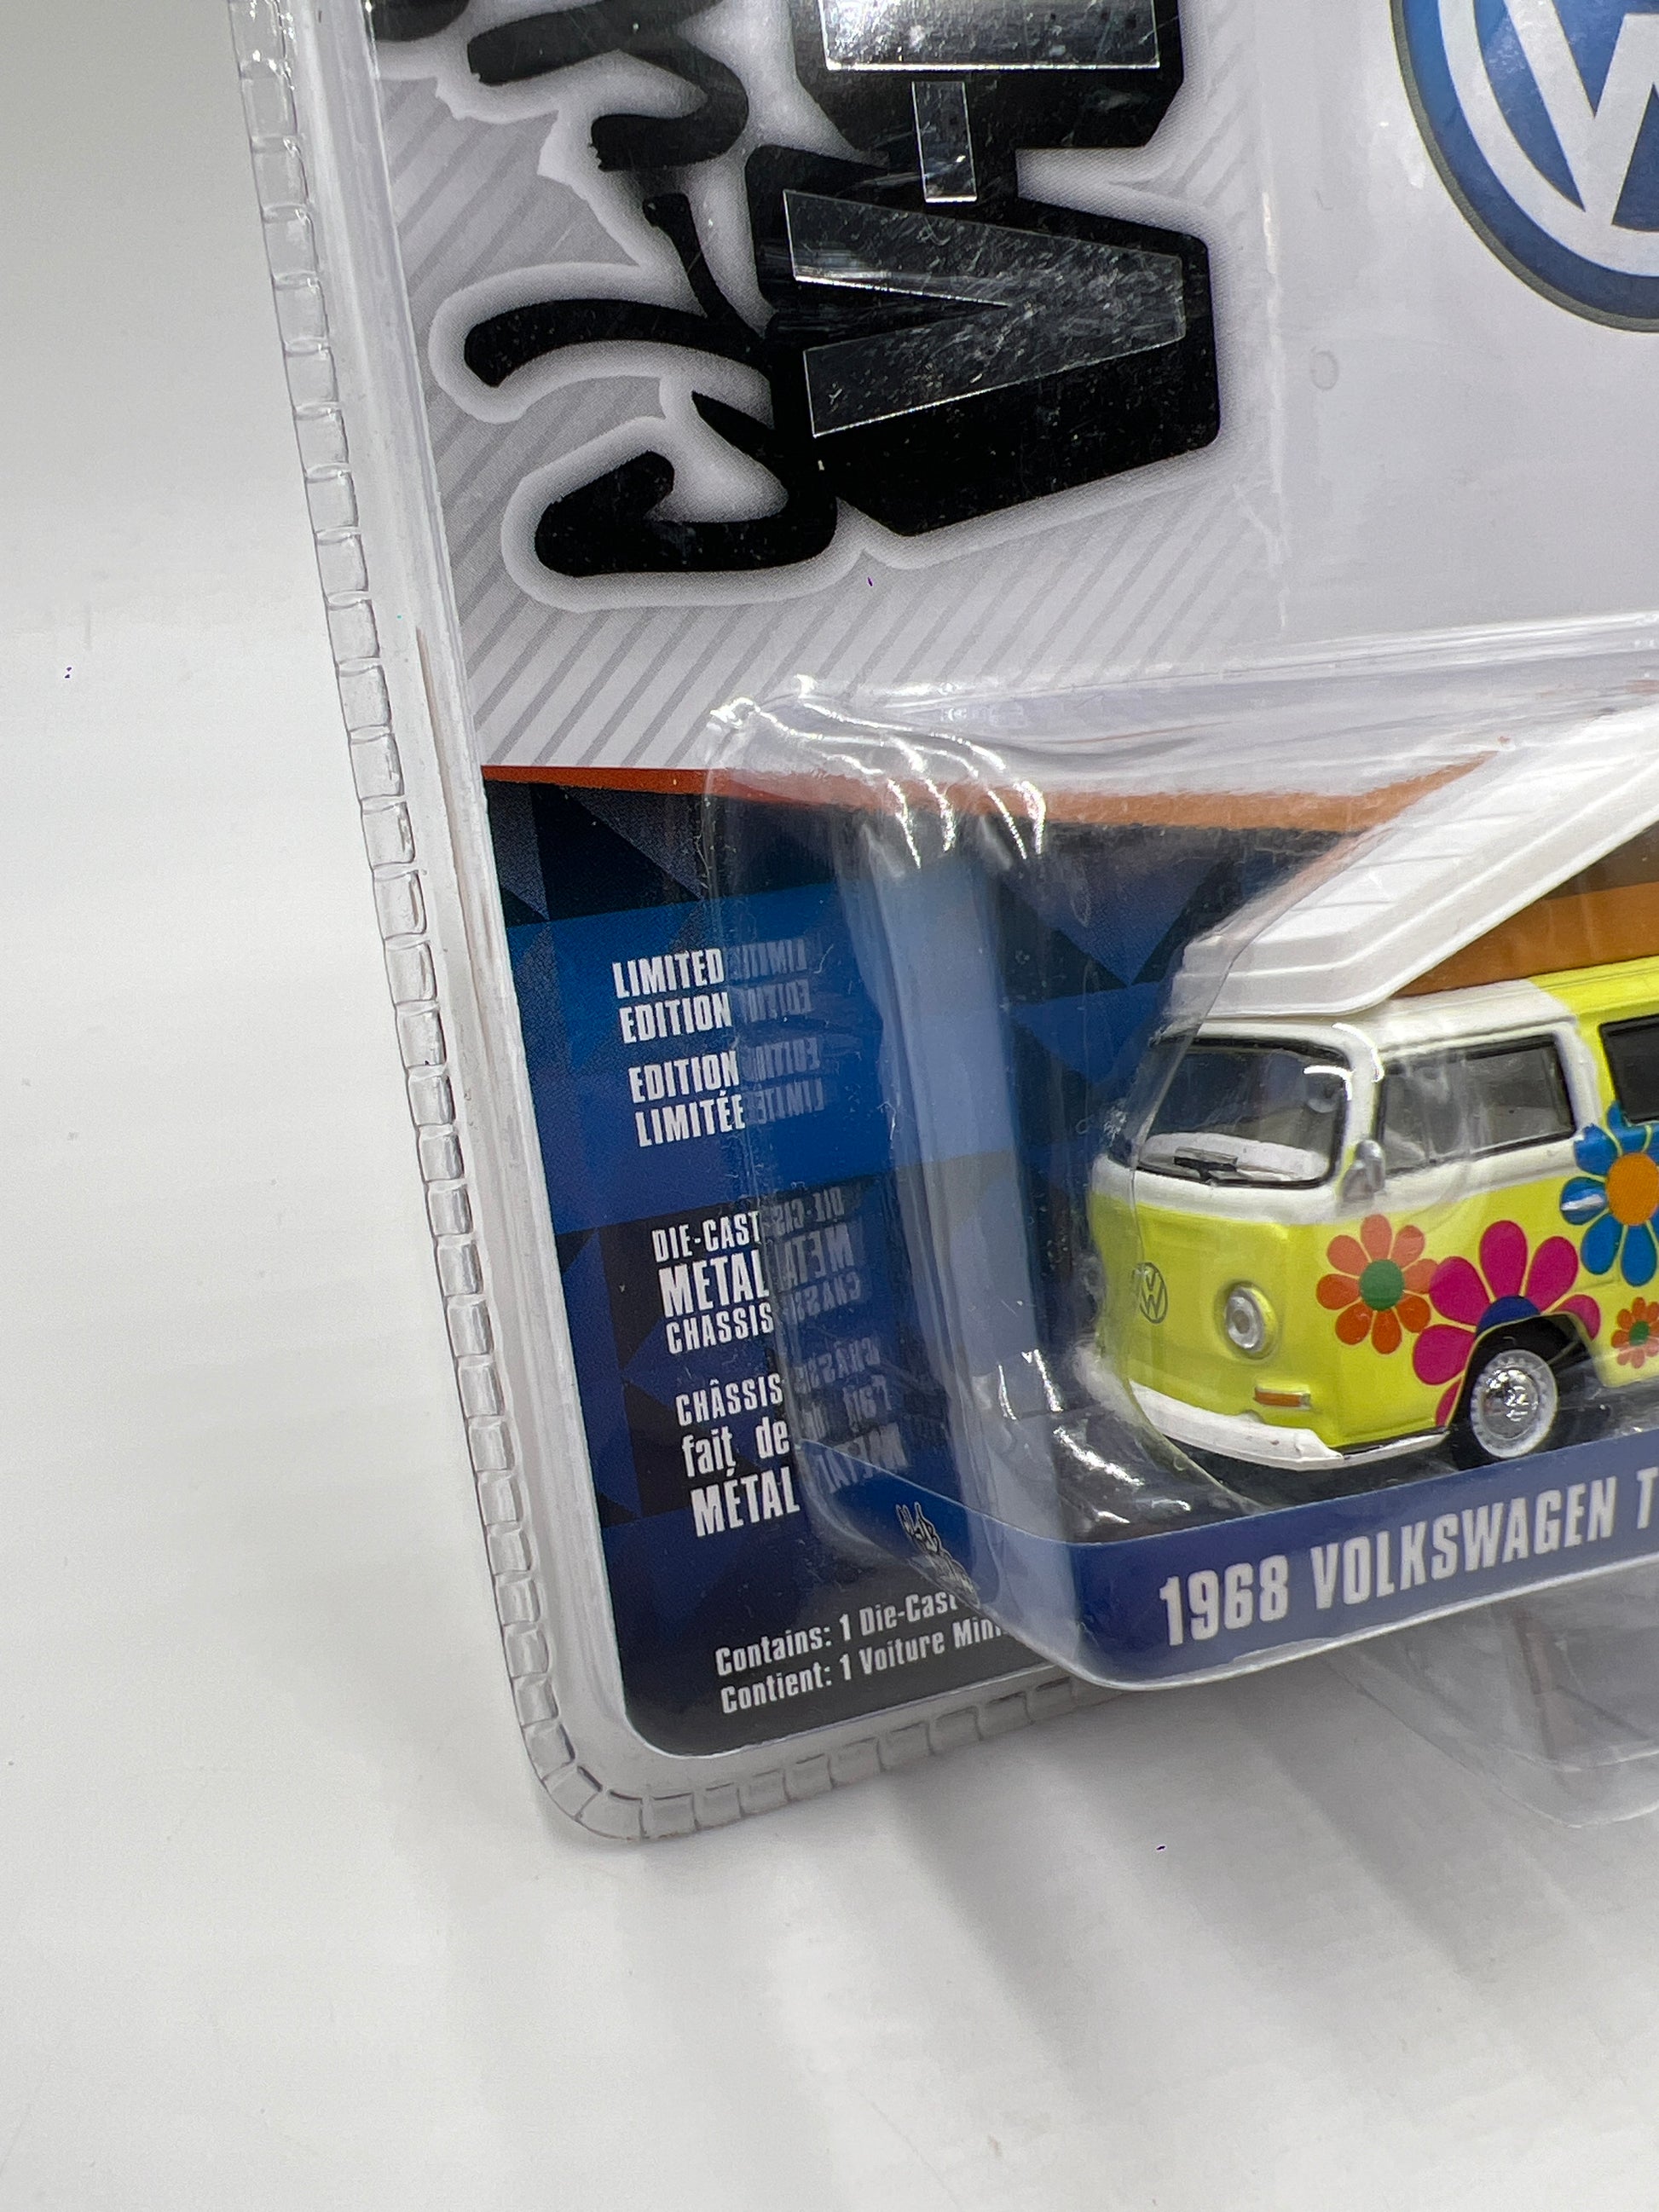 LIMITED
EDITION
EDITION
LIMITÉE
DIE-CAST
METAL
CHASSIS
CHÂSSIS
fait de
MÉTAL
Contains: 1 Die-Cast
Contient: 1 Voiture
1968 VOLKSWAGEN